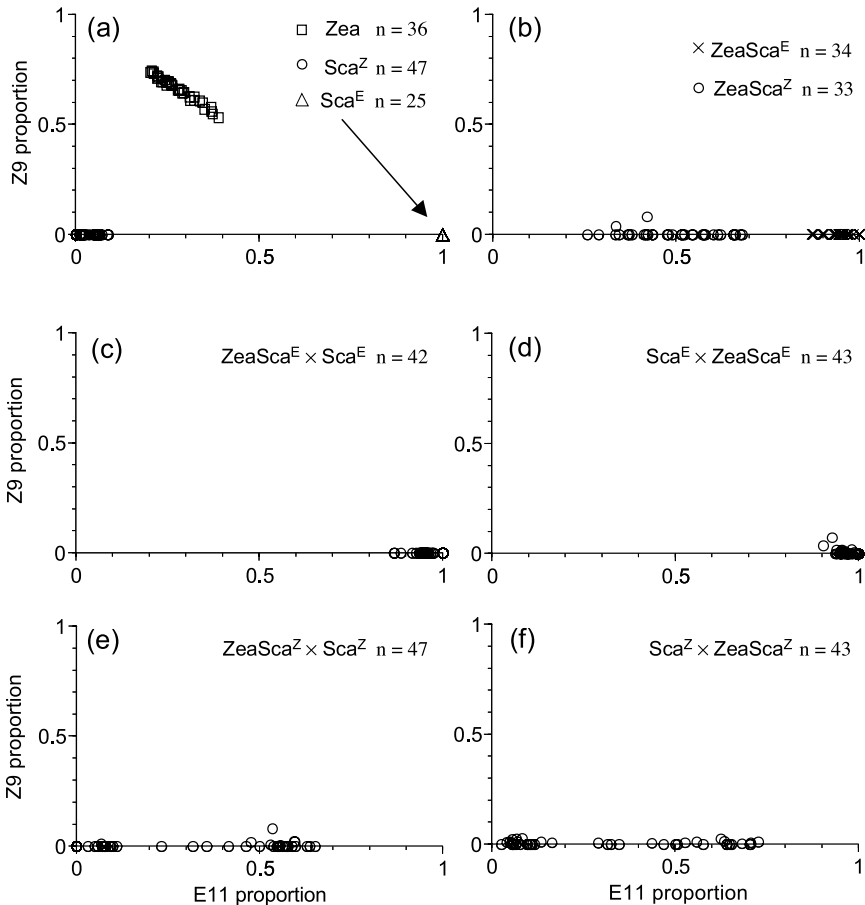 (a)
□ Zea n = 36
○ Sca^Z n = 47
△ Sca^E n = 25
1
0.5
0
Z9 proportion
0 0.5 1
(b)
× ZeaSca^E n = 34
○ ZeaSca^Z n = 33
1
0.5
0
0 0.5 1
(c)
ZeaSca^E × Sca^E n = 42
1
0.5
0
Z9 proportion
0 0.5 1
(d)
Sca^E × ZeaSca^E n = 43
1
0.5
0
0 0.5 1
(e)
ZeaSca^Z × Sca^Z n = 47
1
0.5
0
Z9 proportion
0 0.5 1
E11 proportion
(f)
Sca^Z × ZeaSca^Z n = 43
1
0.5
0
0 0.5 1
E11 proportion